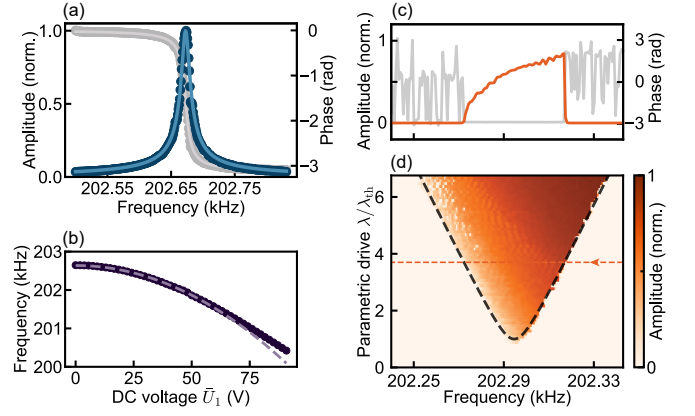 (a)
1.0
0.5
0.0
Amplitude (norm.)
0
−1
−2
−3
Phase (rad)
202.55
202.65
202.75
Frequency (kHz)
(b)
203
202
201
200
Frequency (kHz)
0
25
50
75
DC voltage Ū₁ (V)
(c)
1
0
Amplitude (norm.)
3
0
−3
Phase (rad)
(d)
6
4
2
0
Parametric drive λ/λ_th
202.25
202.29
202.33
Frequency (kHz)
1
0
Amplitude (norm.)